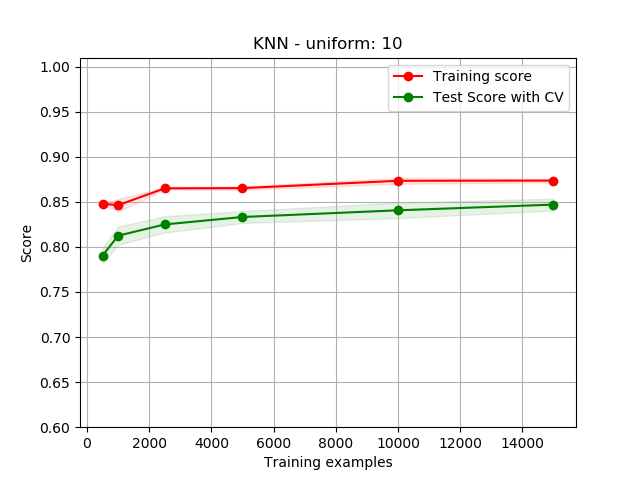 KNN - uniform: 10
Training score
Test Score with CV
1.00
0.95
0.90
0.85
0.80
0.75
0.70
0.65
0.60
Score
0 2000 4000 6000 8000 10000 12000 14000
Training examples